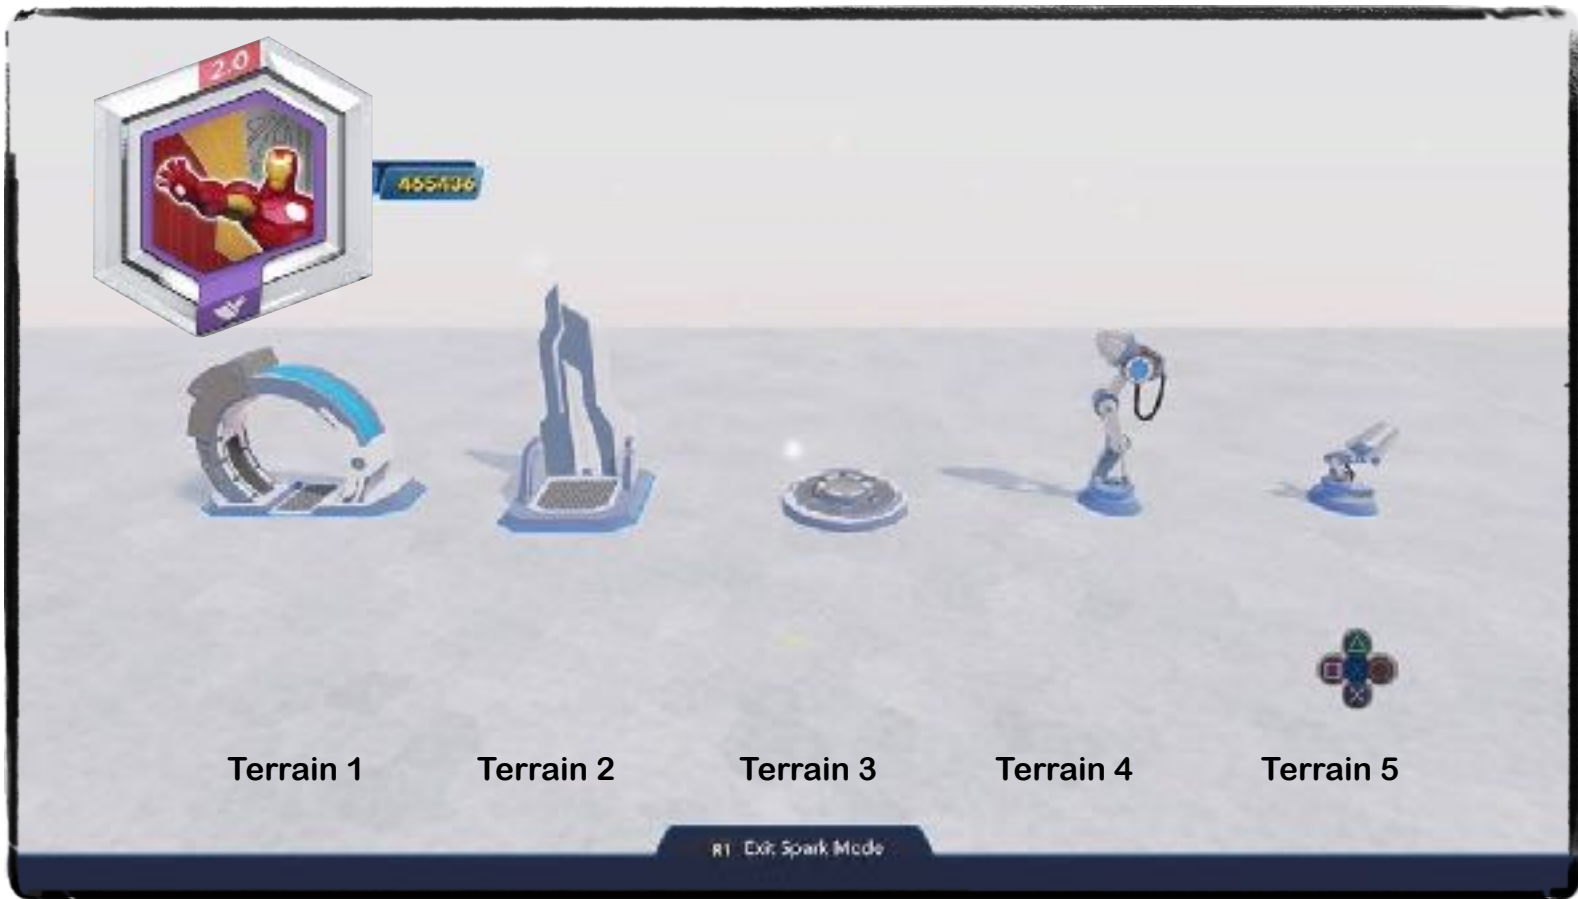 2.0
465436
Terrain 1
Terrain 2
Terrain 3
Terrain 4
Terrain 5
R1 Exit Spark Mode